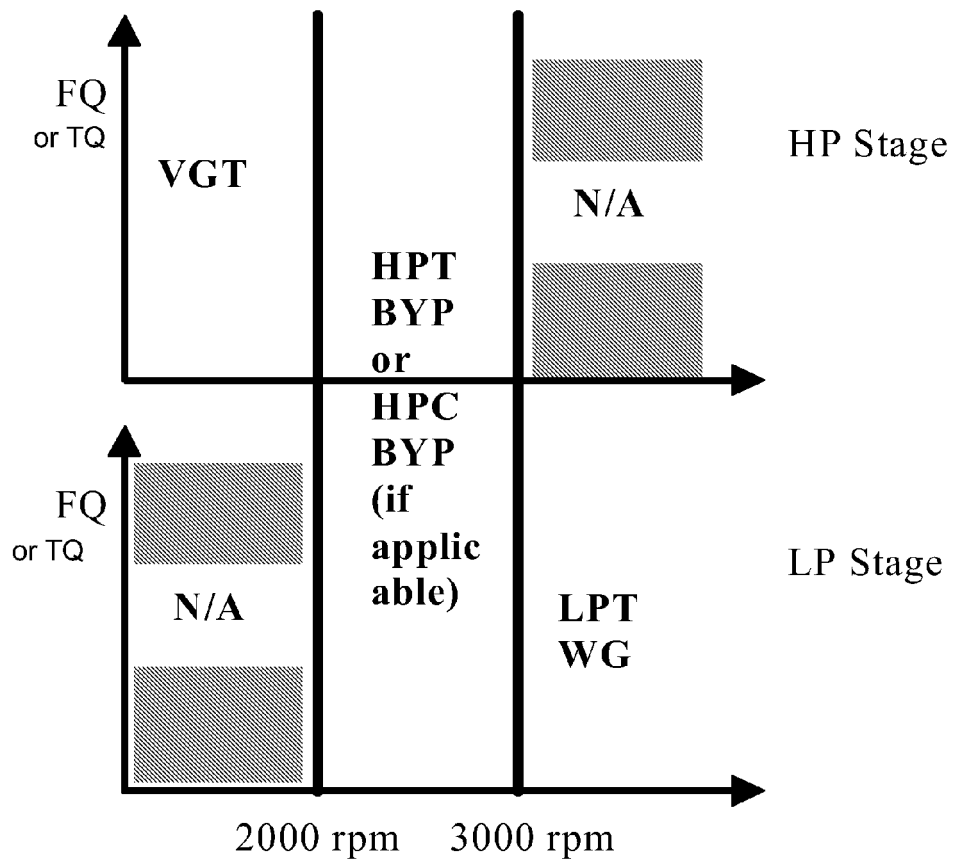 FQ
or TQ
VGT
N/A
HP Stage
HPT
BYP
or
HPC
BYP
(if
applic
able)
FQ
or TQ
N/A
LPT
WG
LP Stage
2000 rpm
3000 rpm